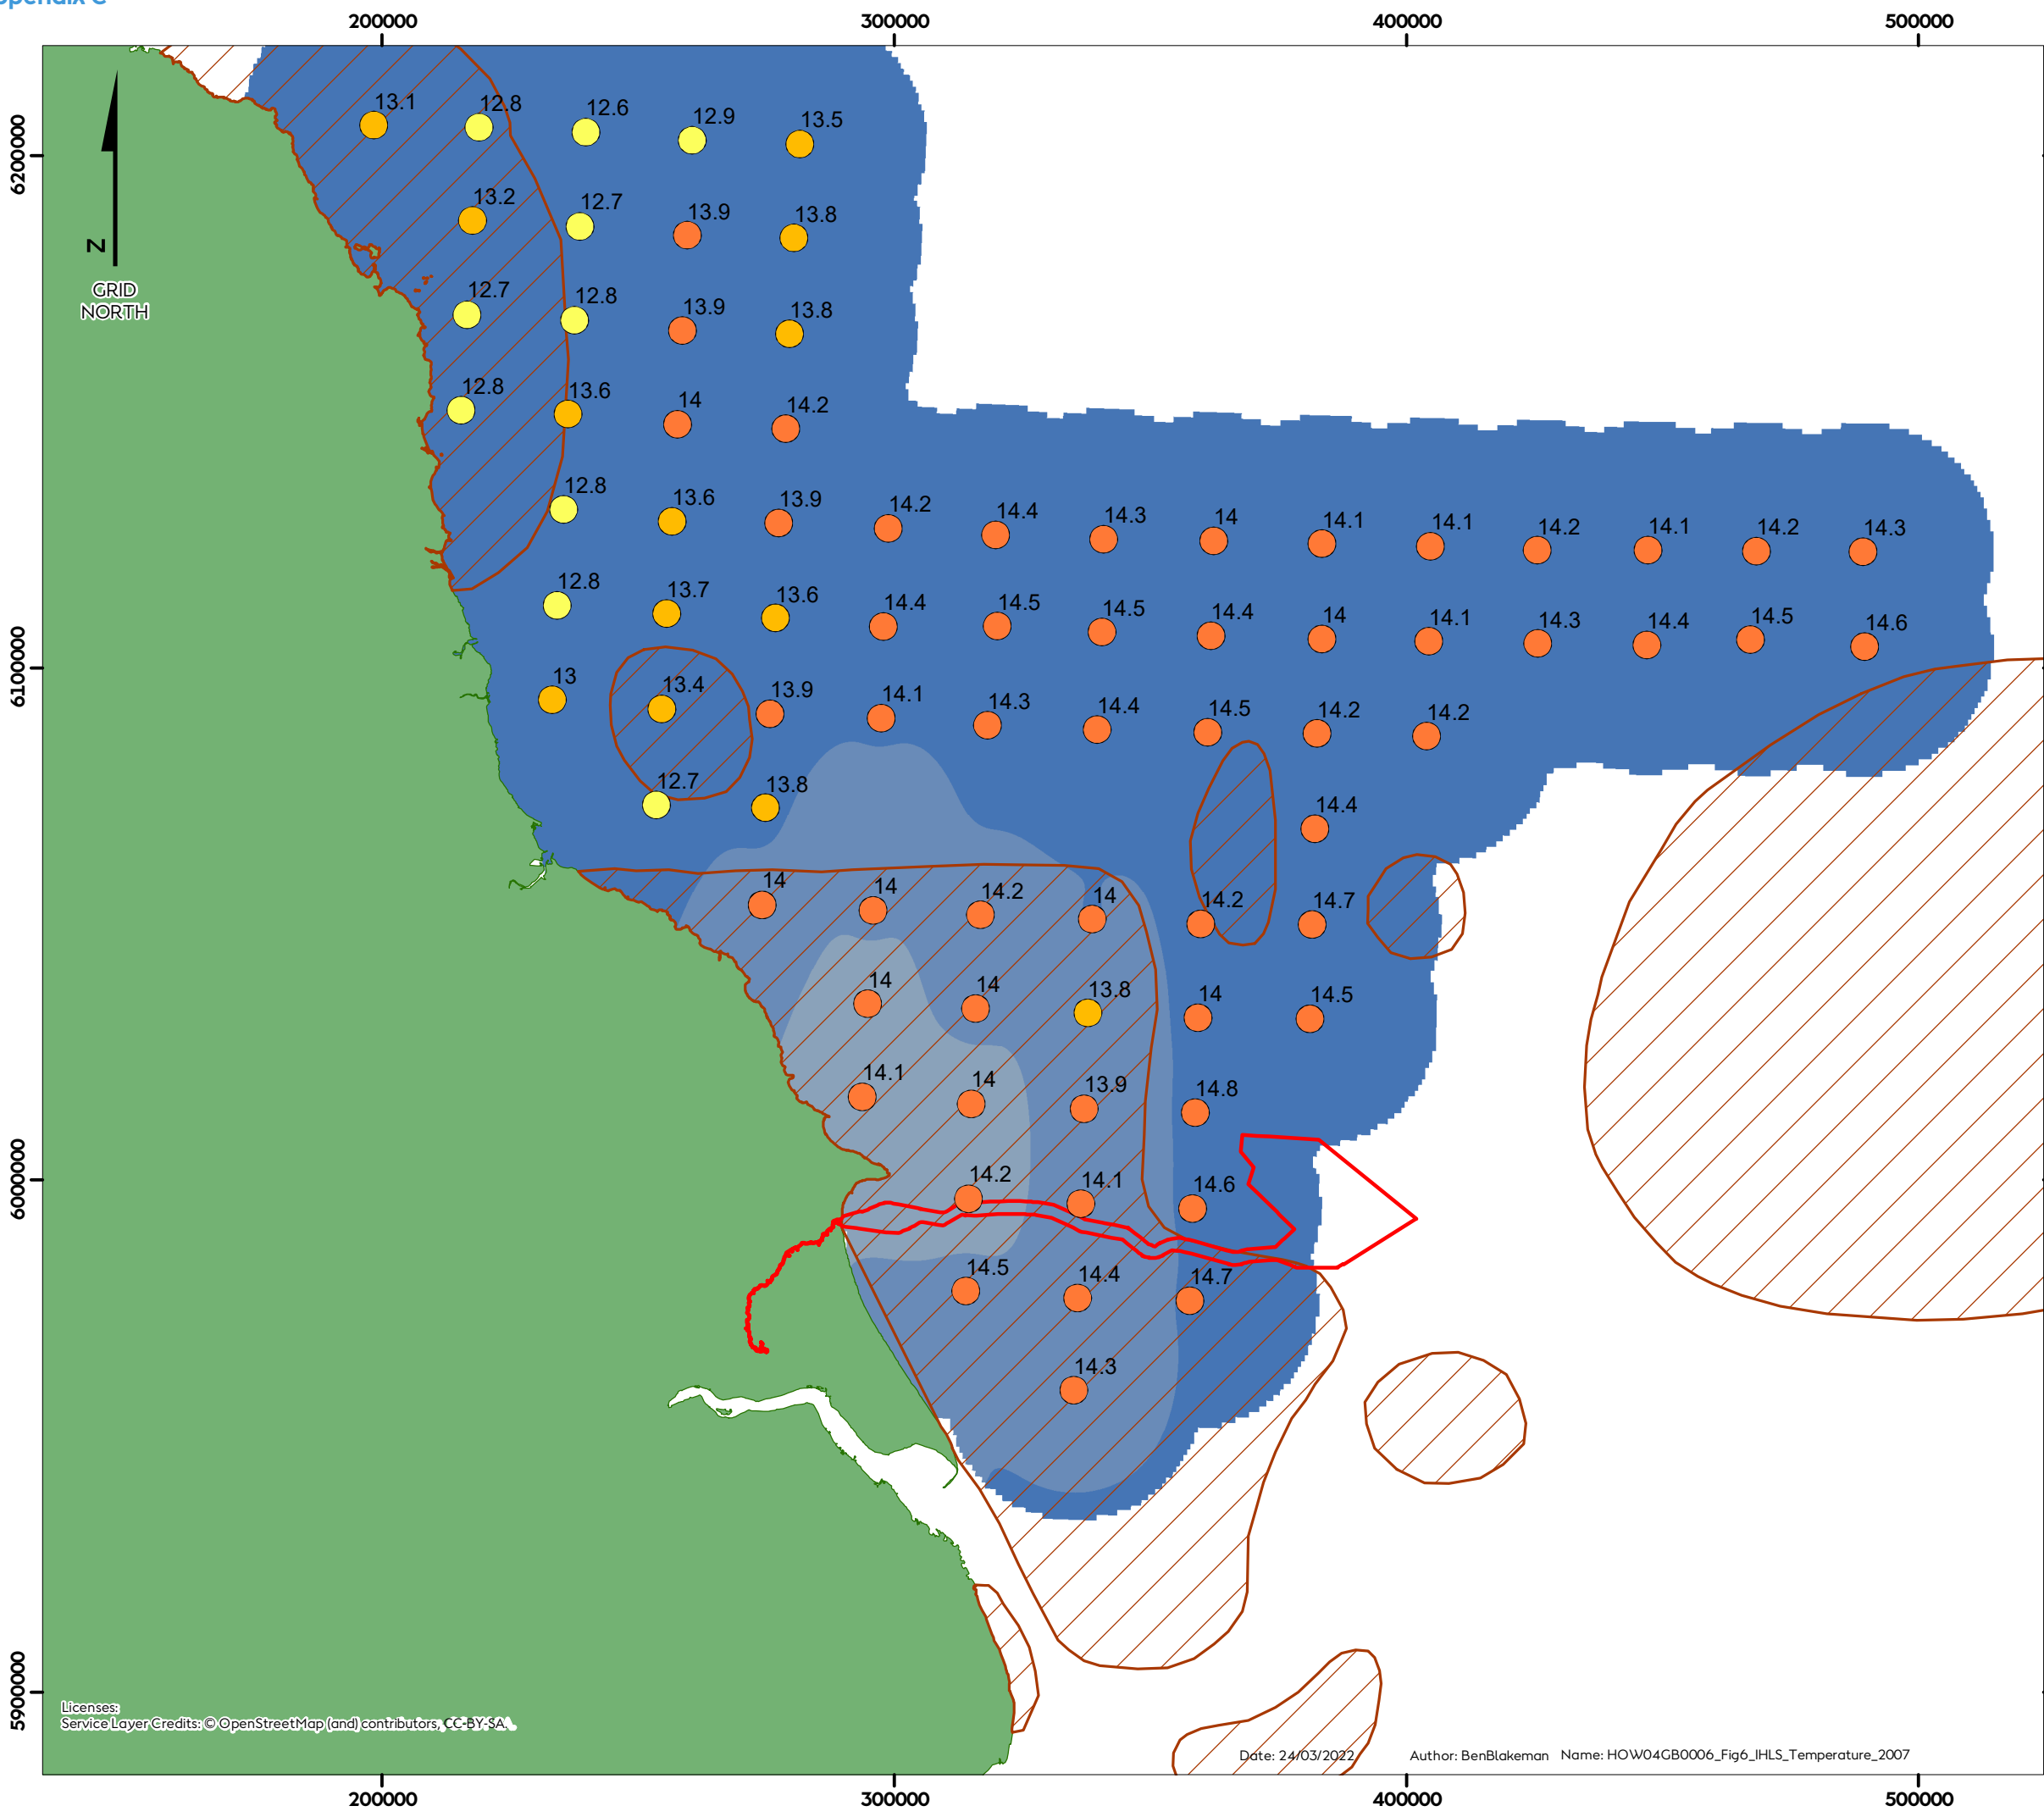 200000 300000 400000 500000
13.1 12.8 12.6 12.9 13.5
6200000
13.2 12.7 13.9 13.8
N
GRID
NORTH
12.7 12.8 13.9 13.8
12.8 13.6 14 14.2
12.8 13.6 13.9 14.2 14.4 14.3 14 14.1 14.1 14.2 14.1 14.2 14.3
12.8 13.7 13.6 14.4 14.5 14.5 14.4 14 14.1 14.3 14.4 14.5 14.6
6100000
13 13.4 13.9 14.1 14.3 14.4 14.5 14.2 14.2
12.7 13.8 14.4
14 14 14.2 14 14.2 14.7
14 14 13.8 14 14.5
14.1 14 13.9 14.8
6000000
14.2 14.1 14.6
14.5 14.4 14.7
14.3
5900000
Licenses:
Service Layer Credits: © OpenStreetMap (and) contributors, CC-BY-SA.
Date: 24/03/2022 Author: BenBlakeman Name: HOW04GB0006_Fig6_IHLS_Temperature_2007
200000 300000 400000 500000